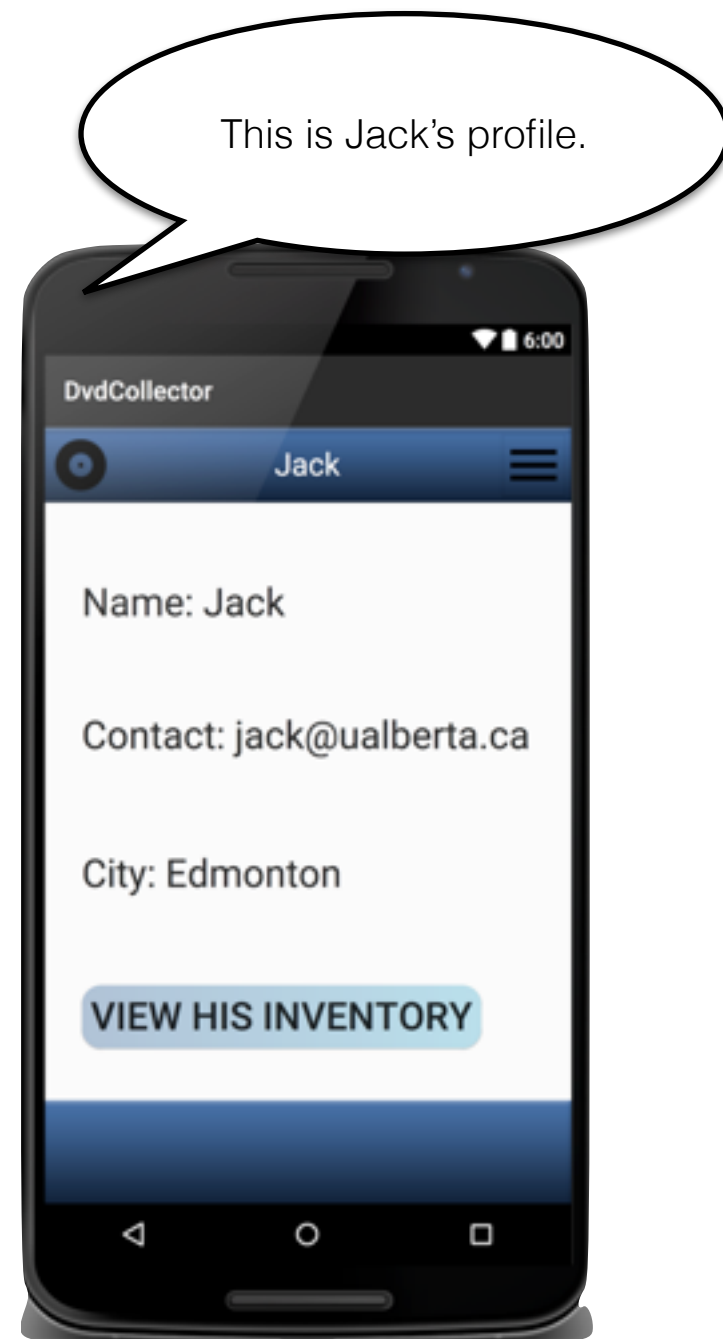 This is Jack’s profile.
6:00
DvdCollector
Jack
Name: Jack
Contact: jack@ualberta.ca
City: Edmonton
VIEW HIS INVENTORY